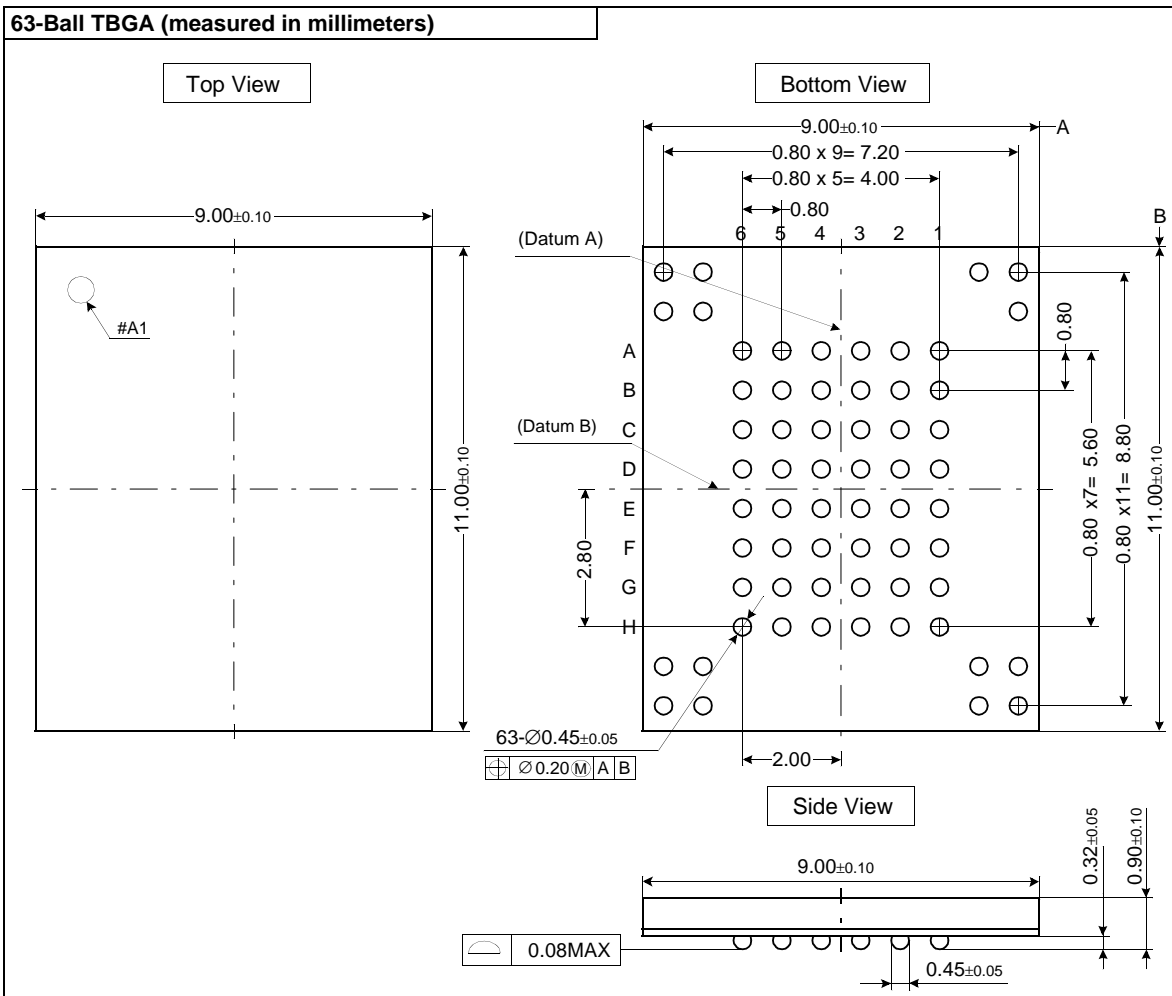 63-Ball TBGA (measured in millimeters)
Top View
Bottom View
9.00±0.10
A
0.80 x 9= 7.20
0.80 x 5= 4.00
0.80
9.00±0.10
B
6 5 4 3 2 1
(Datum A)
#A1
0.80
A
B
(Datum B)
C
D
E
F
G
H
11.00±0.10
2.80
0.80 x7= 5.60
0.80 x11= 8.80
11.00±0.10
63-Ø0.45±0.05
⌖ Ø 0.20 Ⓜ A B
2.00
Side View
9.00±0.10
0.32±0.05
0.90±0.10
0.08MAX
0.45±0.05